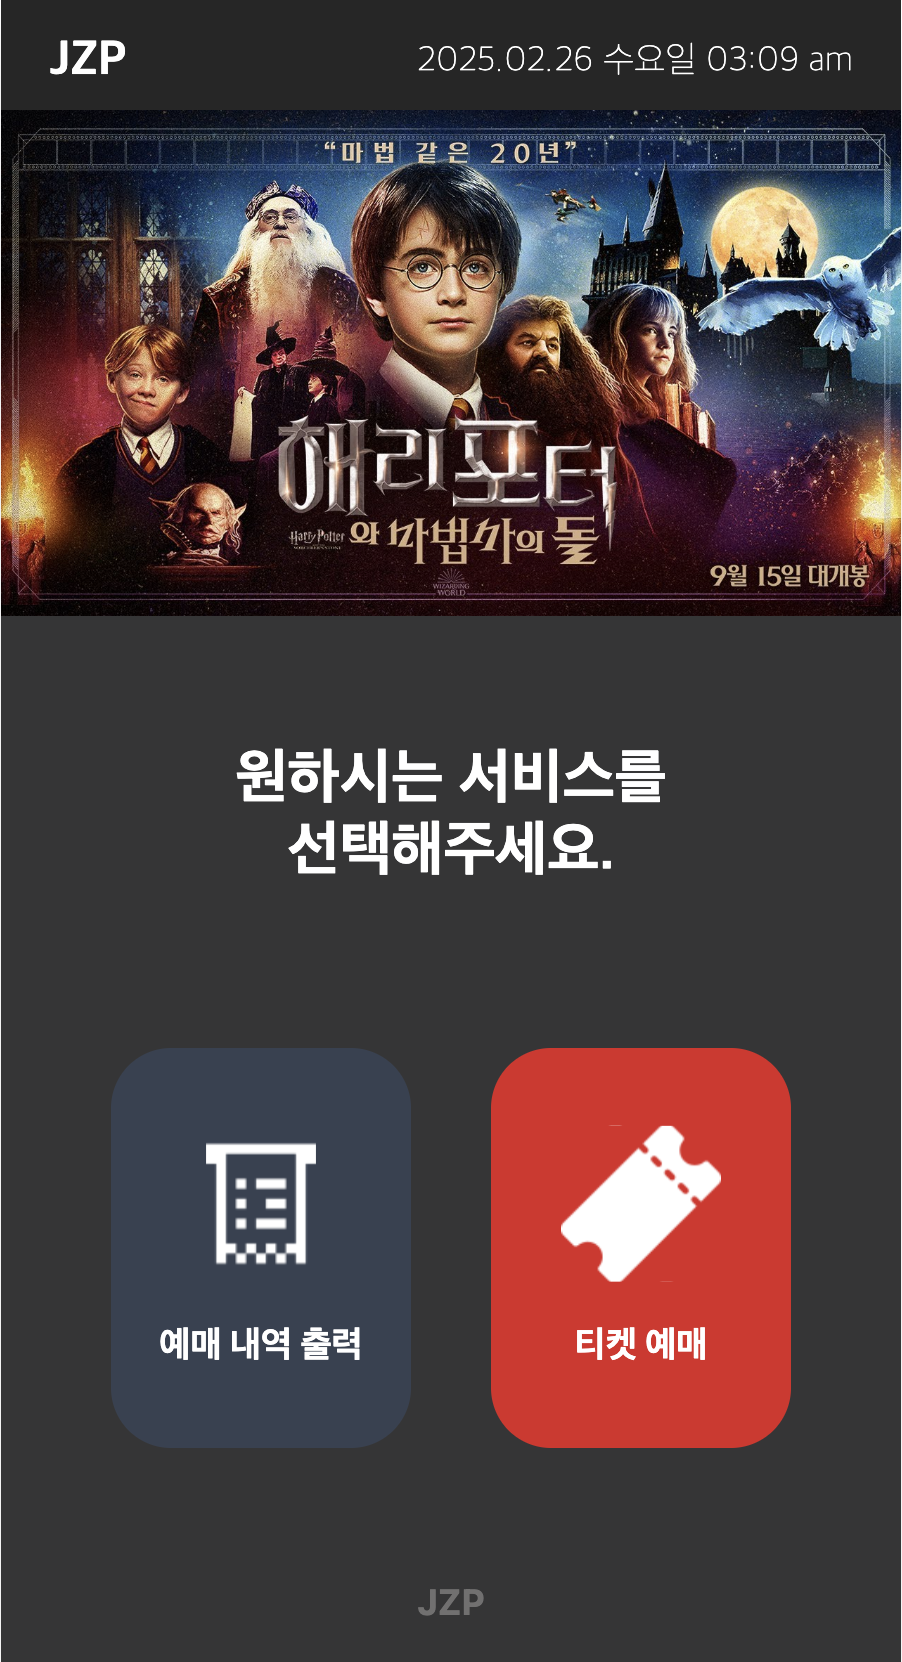 JZP
2025.02.26 수요일 03:09 am
“마법 같은 20년”
해리포터
Harry Potter 와 마법사의 돌
WIZARDING
WORLD
9월 15일 대개봉
원하시는 서비스를
선택해주세요.
예매 내역 출력
티켓 예매
JZP